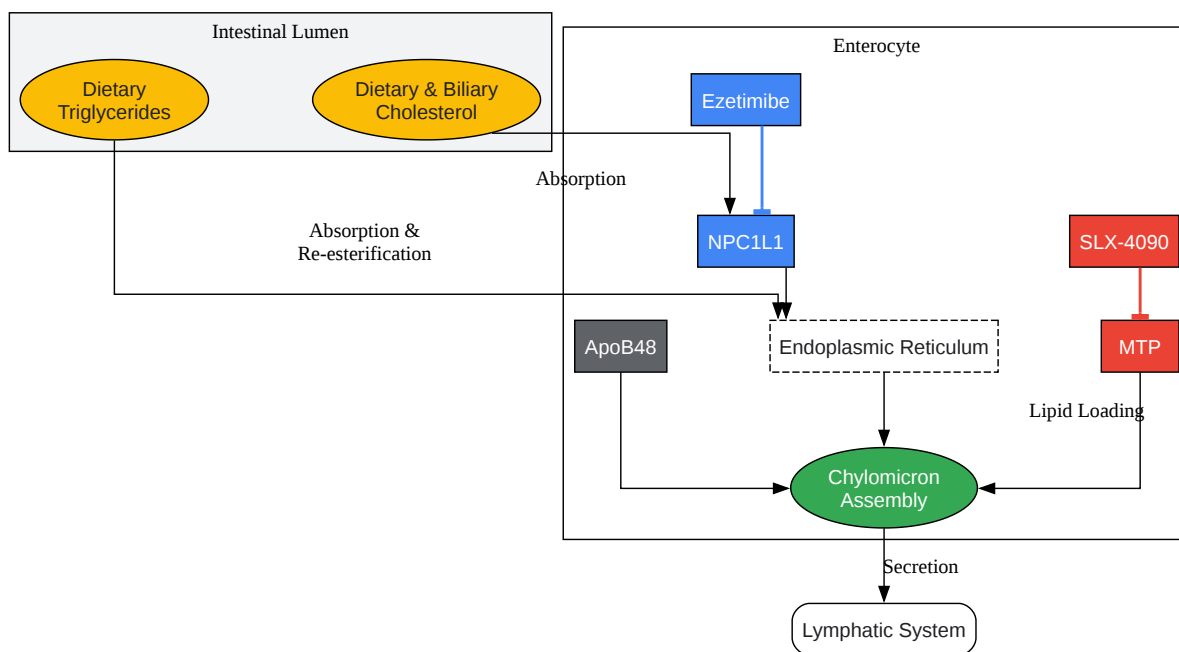 Intestinal Lumen
Enterocyte
Dietary
Triglycerides
Dietary & Biliary
Cholesterol
Ezetimibe
Absorption
Absorption &
Re-esterification
NPC1L1
SLX-4090
ApoB48
Endoplasmic Reticulum
MTP
Lipid Loading
Chylomicron
Assembly
Secretion
Lymphatic System